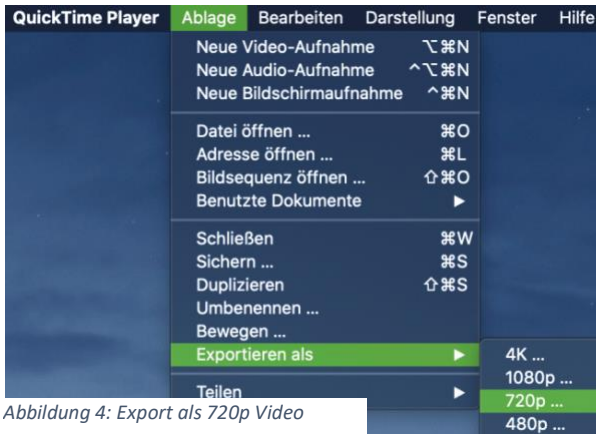 QuickTime Player Ablage Bearbeiten Darstellung Fenster Hilfe
Neue Video-Aufnahme ⌥⌘N
Neue Audio-Aufnahme ^⌥⌘N
Neue Bildschirmaufnahme ^⌘N
Datei öffnen ... ⌘O
Adresse öffnen ... ⌘L
Bildsequenz öffnen ... ⇧⌘O
Benutzte Dokumente ▶
Schließen ⌘W
Sichern ... ⌘S
Duplizieren ⇧⌘S
Umbenennen ...
Bewegen ...
Exportieren als ▶
4K ...
1080p ...
720p ...
480p ...
Teilen ▶
Abbildung 4: Export als 720p Video